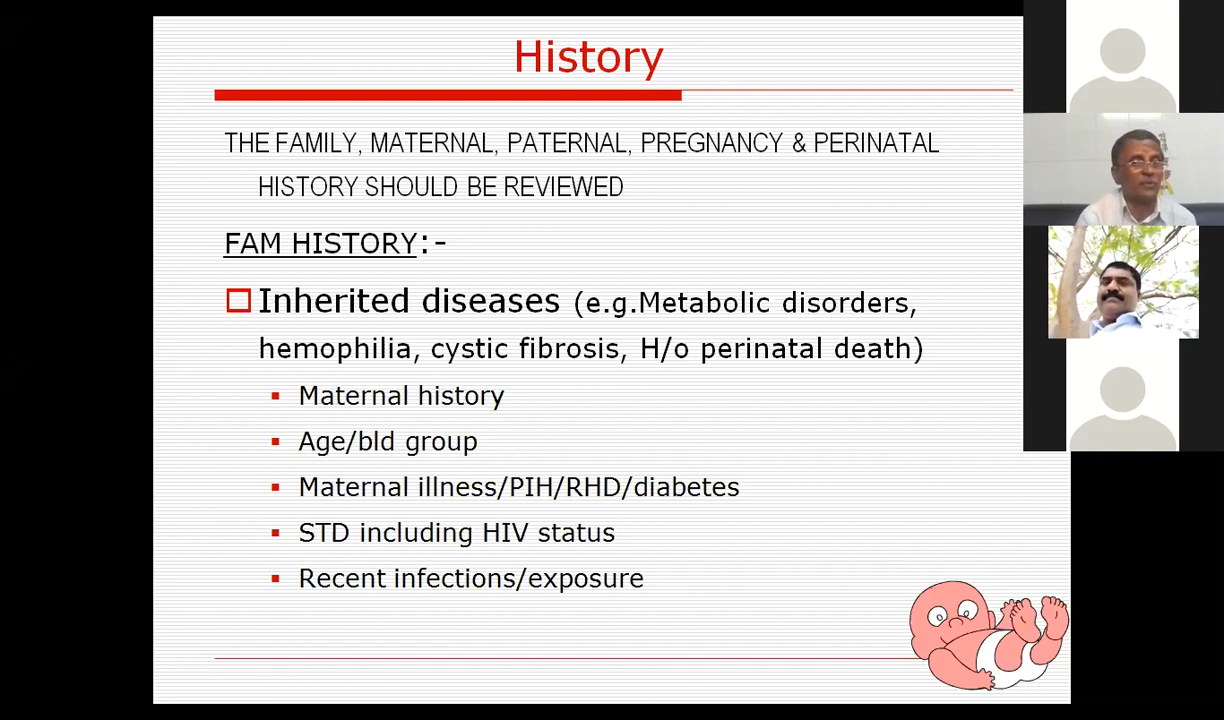 History
THE FAMILY, MATERNAL, PATERNAL, PREGNANCY & PERINATAL
HISTORY SHOULD BE REVIEWED
FAM HISTORY:-
Inherited diseases (e.g.Metabolic disorders,
hemophilia, cystic fibrosis, H/o perinatal death)
Maternal history
Age/bld group
Maternal illness/PIH/RHD/diabetes
STD including HIV status
Recent infections/exposure